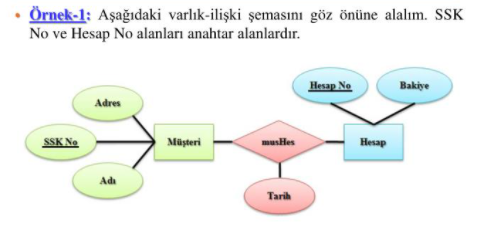 • Örnek-1: Aşağıdaki varlık-ilişki şemasını göz önüne alalım. SSK
No ve Hesap No alanları anahtar alanlardır.
Hesap No
Bakiye
Adres
SSK No
Müşteri
musHes
Hesap
Adı
Tarih